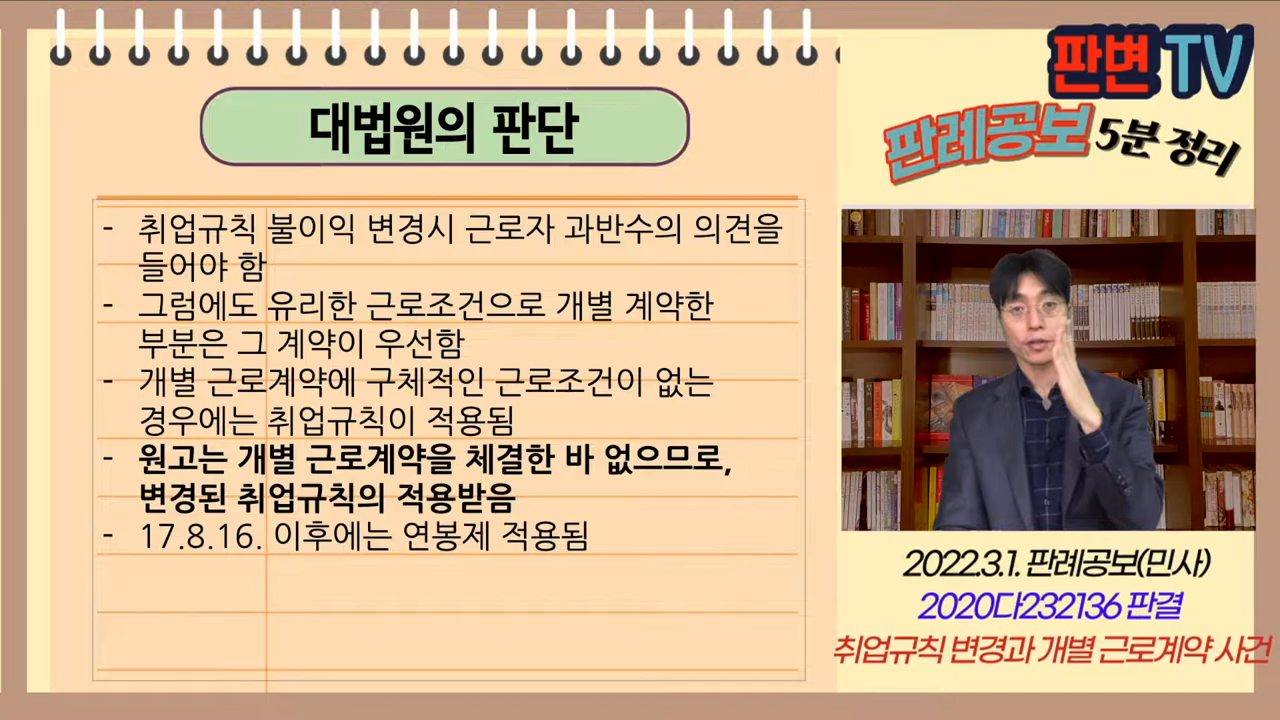 대법원의 판단
- 취업규칙 불이익 변경시 근로자 과반수의 의견을
들어야 함
- 그럼에도 유리한 근로조건으로 개별 계약한
부분은 그 계약이 우선함
- 개별 근로계약에 구체적인 근로조건이 없는
경우에는 취업규칙이 적용됨
- 원고는 개별 근로계약을 체결한 바 없으므로,
변경된 취업규칙의 적용받음
- 17.8.16. 이후에는 연봉제 적용됨
판변 TV
판례공보 5분 정리
2022.3.1. 판례공보(민사)
2020다232136 판결
취업규칙 변경과 개별 근로계약 사건